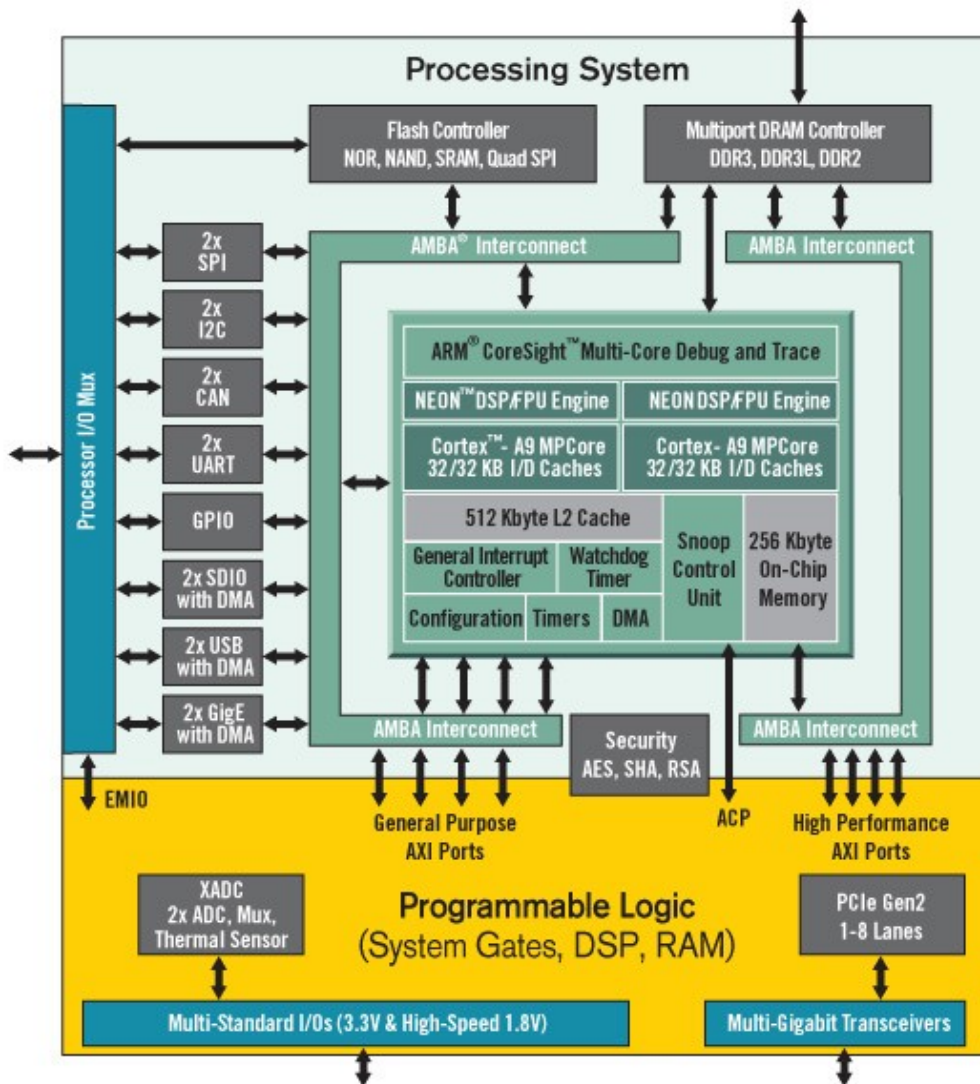 Processing System
Flash Controller
NOR, NAND, SRAM, Quad SPI
Multiport DRAM Controller
DDR3, DDR3L, DDR2
Processor I/O Mux
2x
SPI
2x
I2C
2x
CAN
2x
UART
GPIO
2x SDIO
with DMA
2x USB
with DMA
2x GigE
with DMA
AMBA® Interconnect
AMBA Interconnect
ARM® CoreSight™ Multi-Core Debug and Trace
NEON™ DSP/FPU Engine
NEON DSP/FPU Engine
Cortex™- A9 MPCore
32/32 KB I/D Caches
Cortex- A9 MPCore
32/32 KB I/D Caches
512 Kbyte L2 Cache
General Interrupt
Controller
Watchdog
Timer
Configuration
Timers
DMA
Snoop
Control
Unit
256 Kbyte
On-Chip
Memory
AMBA Interconnect
Security
AES, SHA, RSA
AMBA Interconnect
EMIO
General Purpose
AXI Ports
ACP
High Performance
AXI Ports
XADC
2x ADC, Mux,
Thermal Sensor
Programmable Logic
(System Gates, DSP, RAM)
PCIe Gen2
1-8 Lanes
Multi-Standard I/Os (3.3V & High-Speed 1.8V)
Multi-Gigabit Transceivers